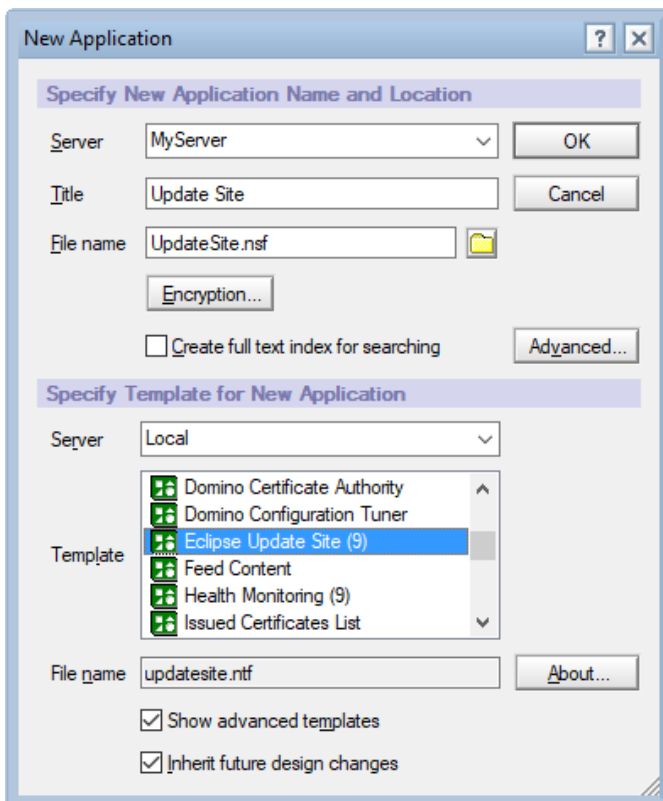 New Application
?
Specify New Application Name and Location
Server MyServer OK
Title Update Site Cancel
File name UpdateSite.nsf
Encryption...
Create full text index for searching Advanced...
Specify Template for New Application
Server Local
Domino Certificate Authority
Domino Configuration Tuner
Template Eclipse Update Site (9)
Feed Content
Health Monitoring (9)
Issued Certificates List
File name updatesite.ntf About...
Show advanced templates
Inherit future design changes